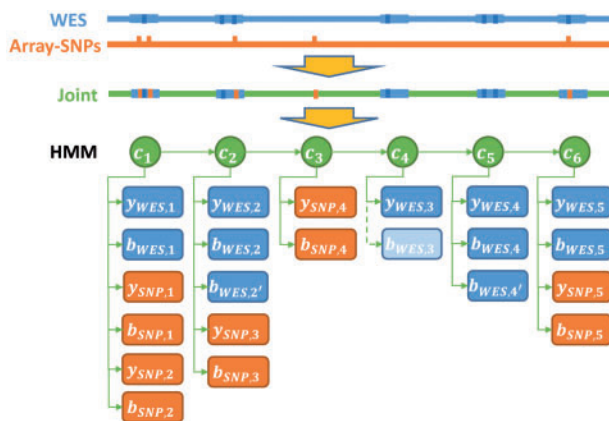 WES
Array-SNPs
Joint
HMM c1 c2 c3 c4 c5 c6
yWES,1 yWES,2 ySNP,4 yWES,3 yWES,4 yWES,5
bWES,1 bWES,2 bSNP,4 bWES,3 bWES,4 bWES,5
ySNP,1 bWES,2′ bWES,4′ ySNP,5
bSNP,1 ySNP,3 bSNP,5
ySNP,2 bSNP,3
bSNP,2